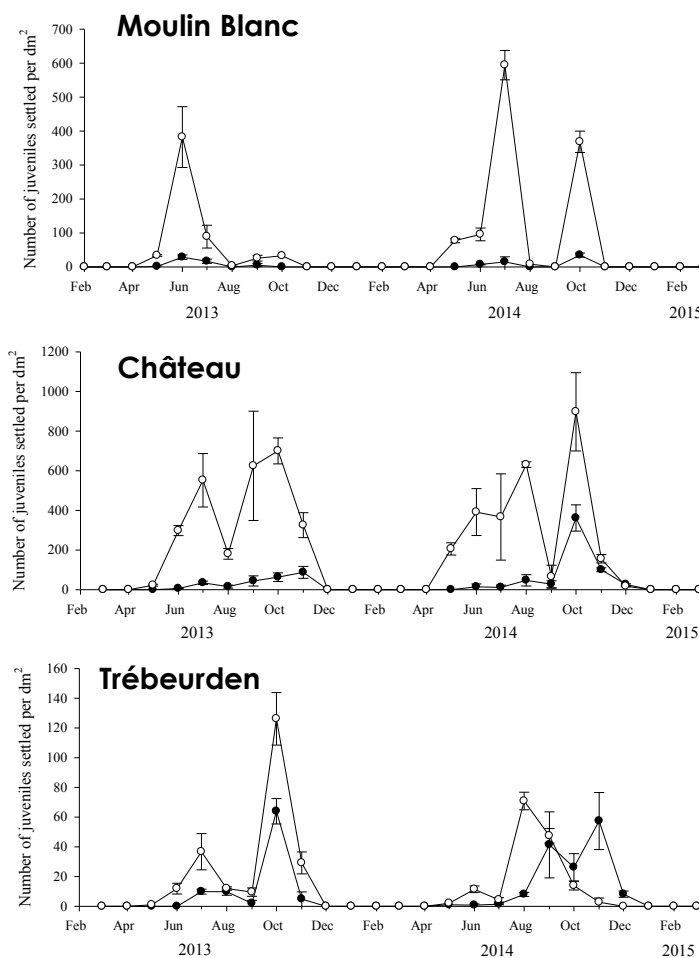 Moulin Blanc
Number of juveniles settled per dm²
700
600
500
400
300
200
100
0
Feb Apr Jun Aug Oct Dec Feb Apr Jun Aug Oct Dec Feb
2013 2014 2015
Château
Number of juveniles settled per dm²
1200
1000
800
600
400
200
0
Feb Apr Jun Aug Oct Dec Feb Apr Jun Aug Oct Dec Feb
2013 2014 2015
Trébeurden
Number of juveniles settled per dm²
160
140
120
100
80
60
40
20
0
Feb Apr Jun Aug Oct Dec Feb Apr Jun Aug Oct Dec Feb
2013 2014 2015